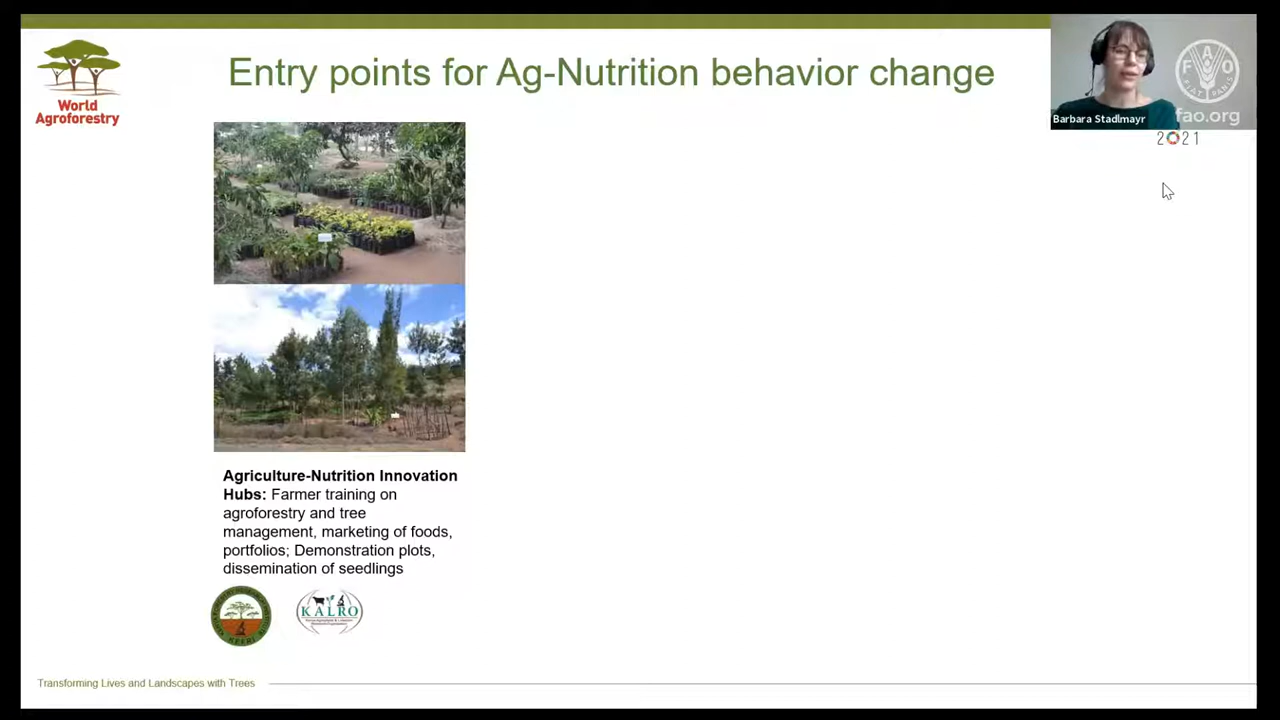 Entry points for Ag-Nutrition behavior change
World
Agroforestry
F A O
FIAT PANIS
fao.org
Barbara Stadlmayr
2021
Agriculture-Nutrition Innovation
Hubs: Farmer training on
agroforestry and tree
management, marketing of foods,
portfolios; Demonstration plots,
dissemination of seedlings
KALRO
Transforming Lives and Landscapes with Trees